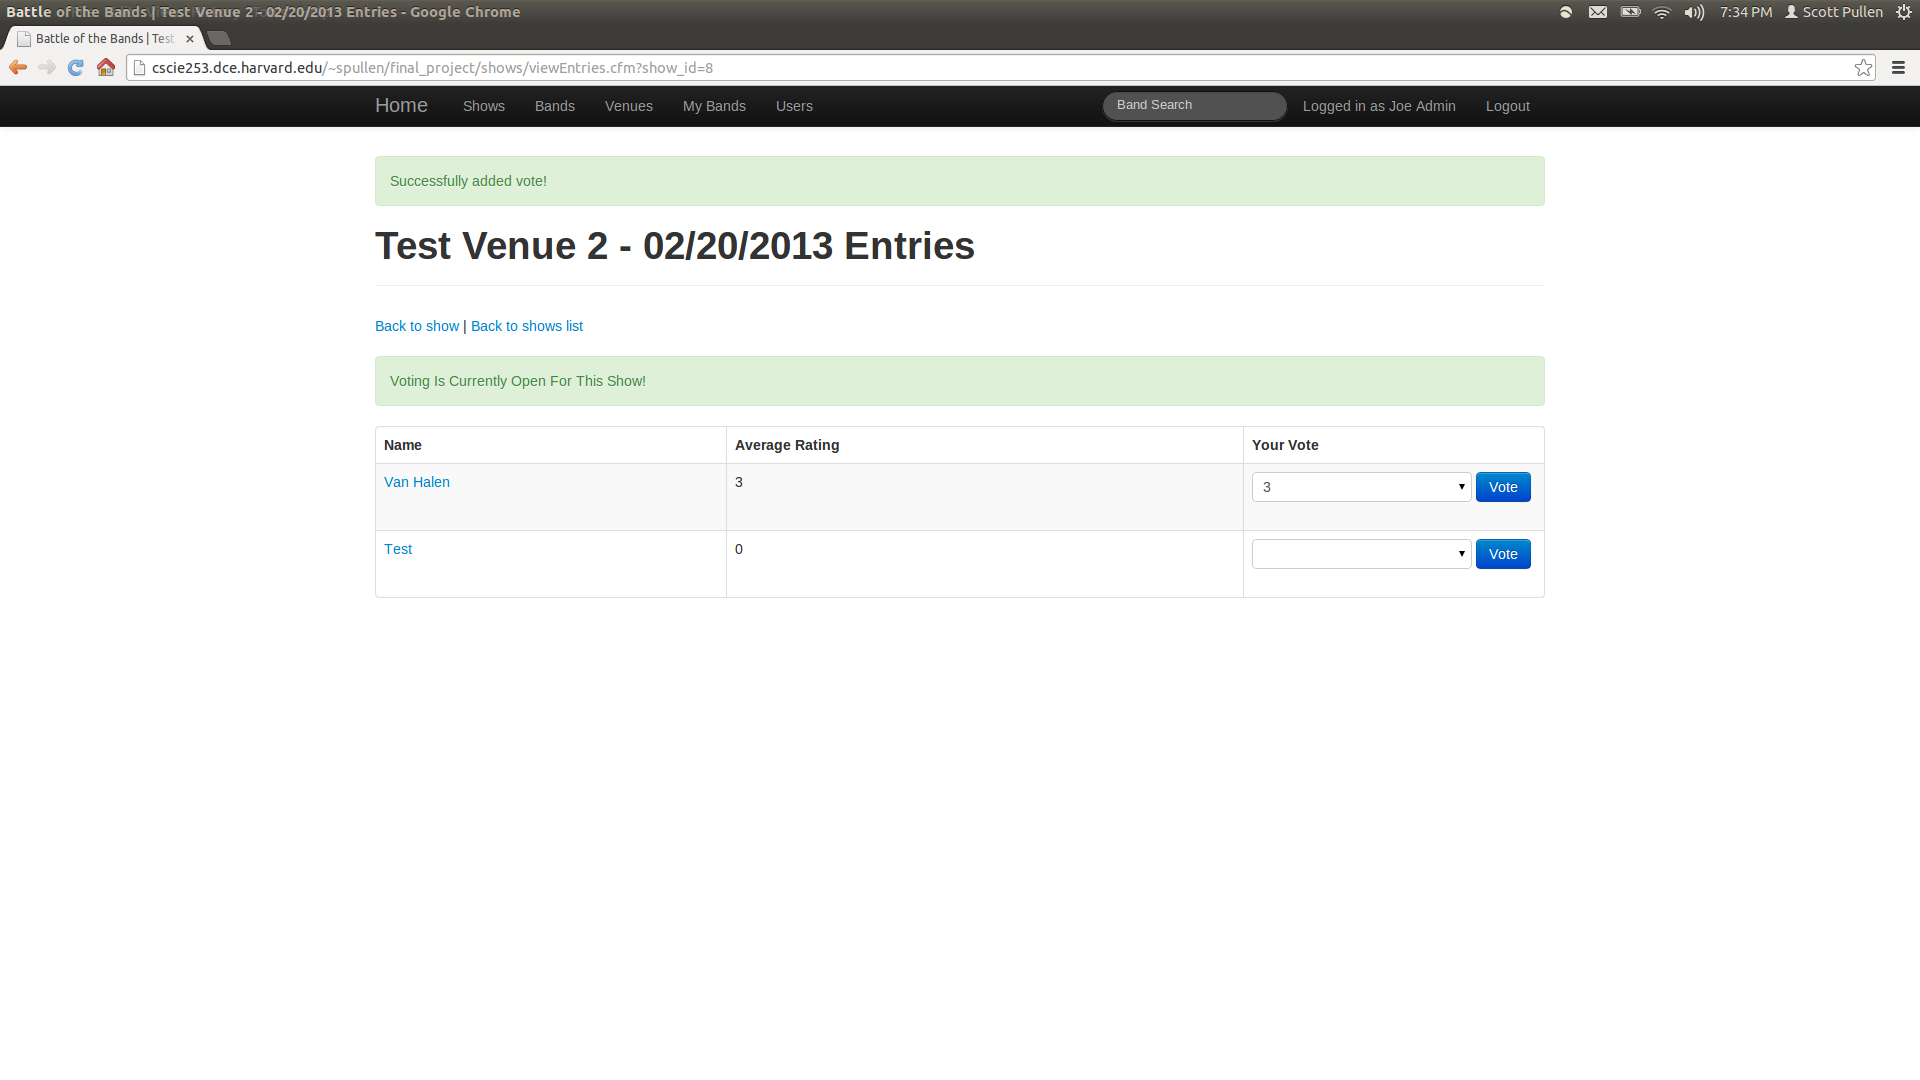 Battle of the Bands | Test Venue 2 - 02/20/2013 Entries - Google Chrome
7:34 PM Scott Pullen
Battle of the Bands | Test
cscie253.dce.harvard.edu/~spullen/final_project/shows/viewEntries.cfm?show_id=8
Home Shows Bands Venues My Bands Users Band Search Logged in as Joe Admin Logout
Successfully added vote!
Test Venue 2 - 02/20/2013 Entries
Back to show | Back to shows list
Voting Is Currently Open For This Show!
Name Average Rating Your Vote
Van Halen 3 3 Vote
Test 0 Vote